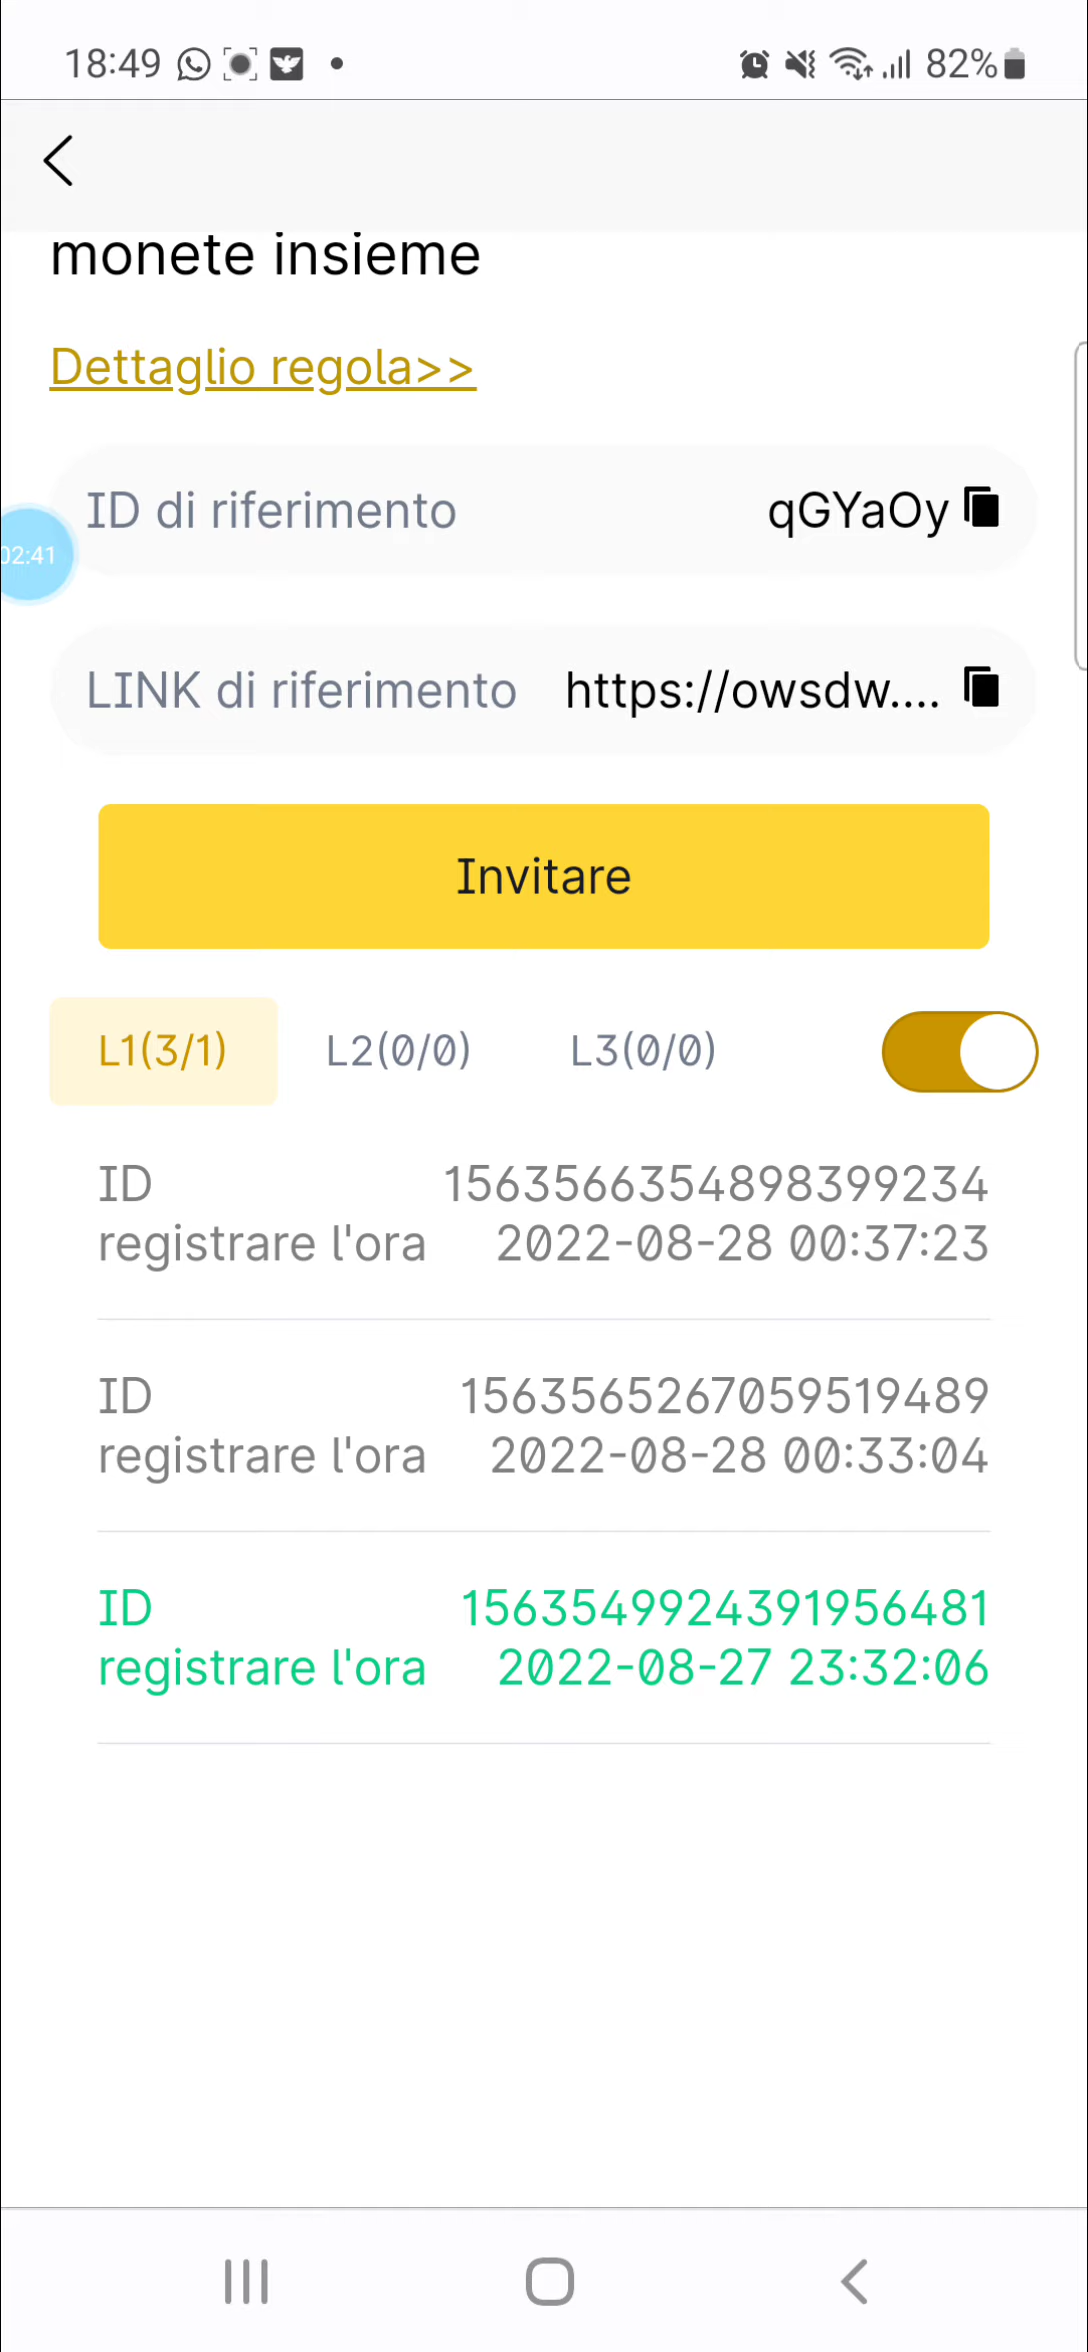 18:49 82%
monete insieme
Dettaglio regola>>
ID di riferimento qGYaOy
02:41
LINK di riferimento https://owsdw....
Invitare
L1(3/1) L2(0/0) L3(0/0)
ID 1563566354898399234
registrare l'ora 2022-08-28 00:37:23
ID 1563565267059519489
registrare l'ora 2022-08-28 00:33:04
ID 1563549924391956481
registrare l'ora 2022-08-27 23:32:06